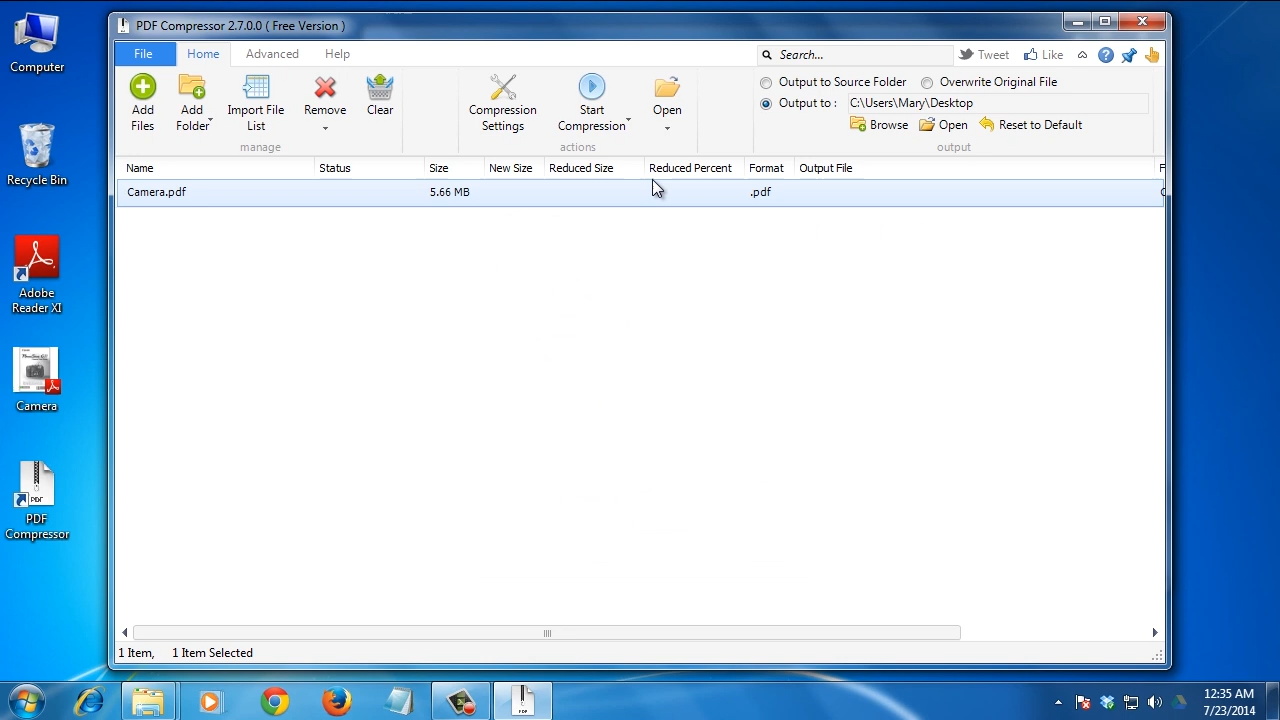 PDF Compressor 2.7.0.0 ( Free Version )
File Home Advanced Help Search... Tweet Like
Add Files
Add Folder
Import File List
Remove
Clear
manage
Compression Settings
Start Compression
Open
actions
Output to Source Folder Overwrite Original File
Output to : C:\Users\Mary\Desktop
Browse Open Reset to Default
output
Name Status Size New Size Reduced Size Reduced Percent Format Output File
Camera.pdf 5.66 MB .pdf
1 Item, 1 Item Selected
Computer
Recycle Bin
Adobe
Reader XI
Camera
PDF
PDF
Compressor
PDF
12:35 AM
7/23/2014